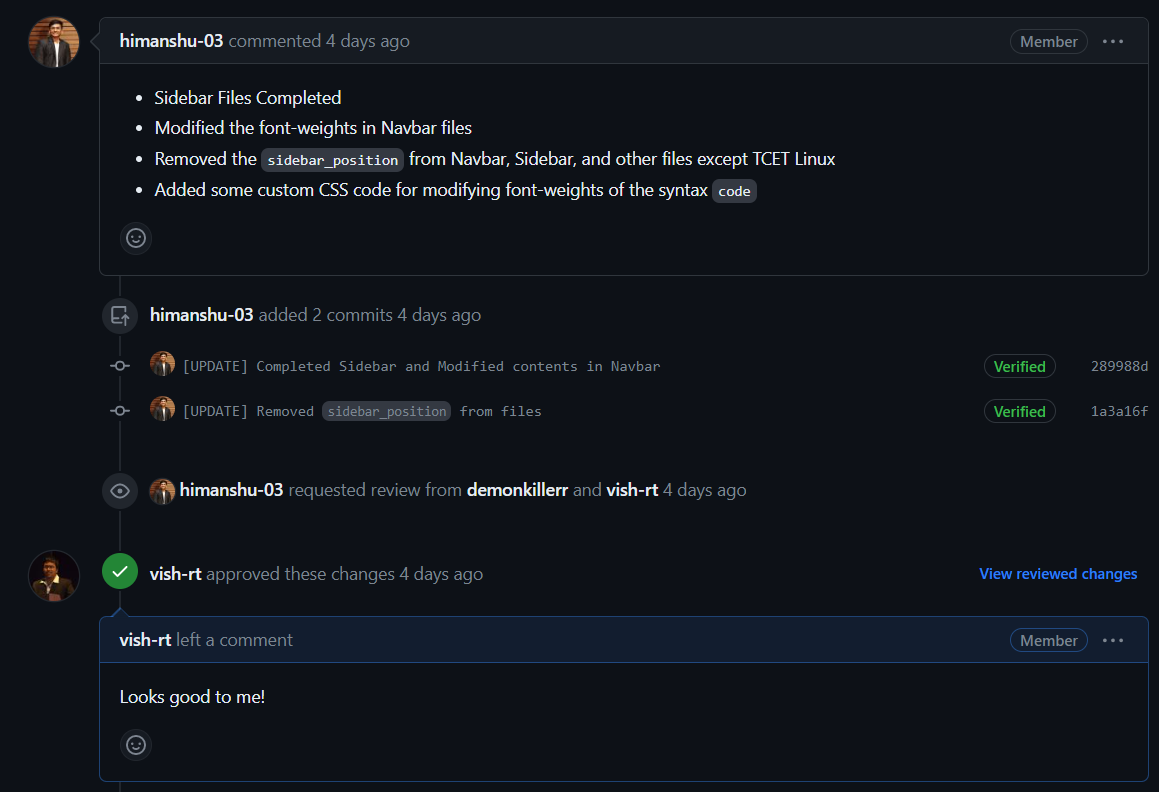 himanshu-03 commented 4 days ago Member
Sidebar Files Completed
Modified the font-weights in Navbar files
Removed the sidebar_position from Navbar, Sidebar, and other files except TCET Linux
Added some custom CSS code for modifying font-weights of the syntax code
himanshu-03 added 2 commits 4 days ago
[UPDATE] Completed Sidebar and Modified contents in Navbar Verified 289988d
[UPDATE] Removed sidebar_position from files Verified 1a3a16f
himanshu-03 requested review from demonkillerr and vish-rt 4 days ago
vish-rt approved these changes 4 days ago View reviewed changes
vish-rt left a comment Member
Looks good to me!